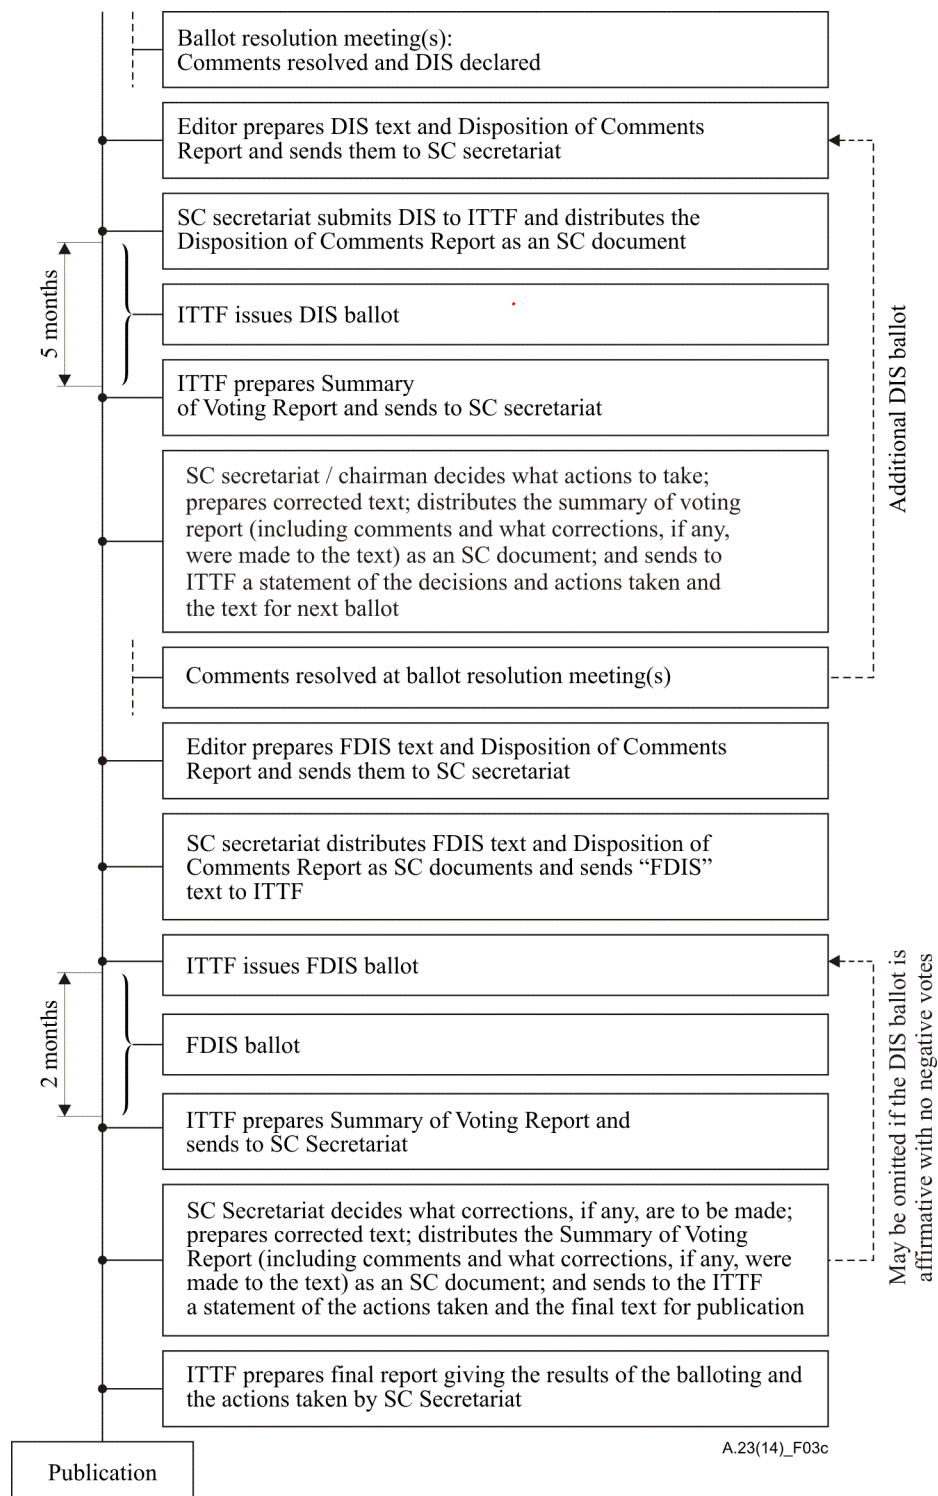 Ballot resolution meeting(s):
Comments resolved and DIS declared
Editor prepares DIS text and Disposition of Comments
Report and sends them to SC secretariat
SC secretariat submits DIS to ITTF and distributes the
Disposition of Comments Report as an SC document
5 months
ITTF issues DIS ballot
ITTF prepares Summary
of Voting Report and sends to SC secretariat
Additional DIS ballot
SC secretariat / chairman decides what actions to take;
prepares corrected text; distributes the summary of voting
report (including comments and what corrections, if any,
were made to the text) as an SC document; and sends to
ITTF a statement of the decisions and actions taken and
the text for next ballot
Comments resolved at ballot resolution meeting(s)
Editor prepares FDIS text and Disposition of Comments
Report and sends them to SC secretariat
SC secretariat distributes FDIS text and Disposition of
Comments Report as SC documents and sends “FDIS”
text to ITTF
ITTF issues FDIS ballot
2 months
FDIS ballot
ITTF prepares Summary of Voting Report and
sends to SC Secretariat
May be omitted if the DIS ballot is
affirmative with no negative votes
SC Secretariat decides what corrections, if any, are to be made;
prepares corrected text; distributes the Summary of Voting
Report (including comments and what corrections, if any, were
made to the text) as an SC document; and sends to the ITTF
a statement of the actions taken and the final text for publication
ITTF prepares final report giving the results of the balloting and
the actions taken by SC Secretariat
A.23(14)_F03c
Publication